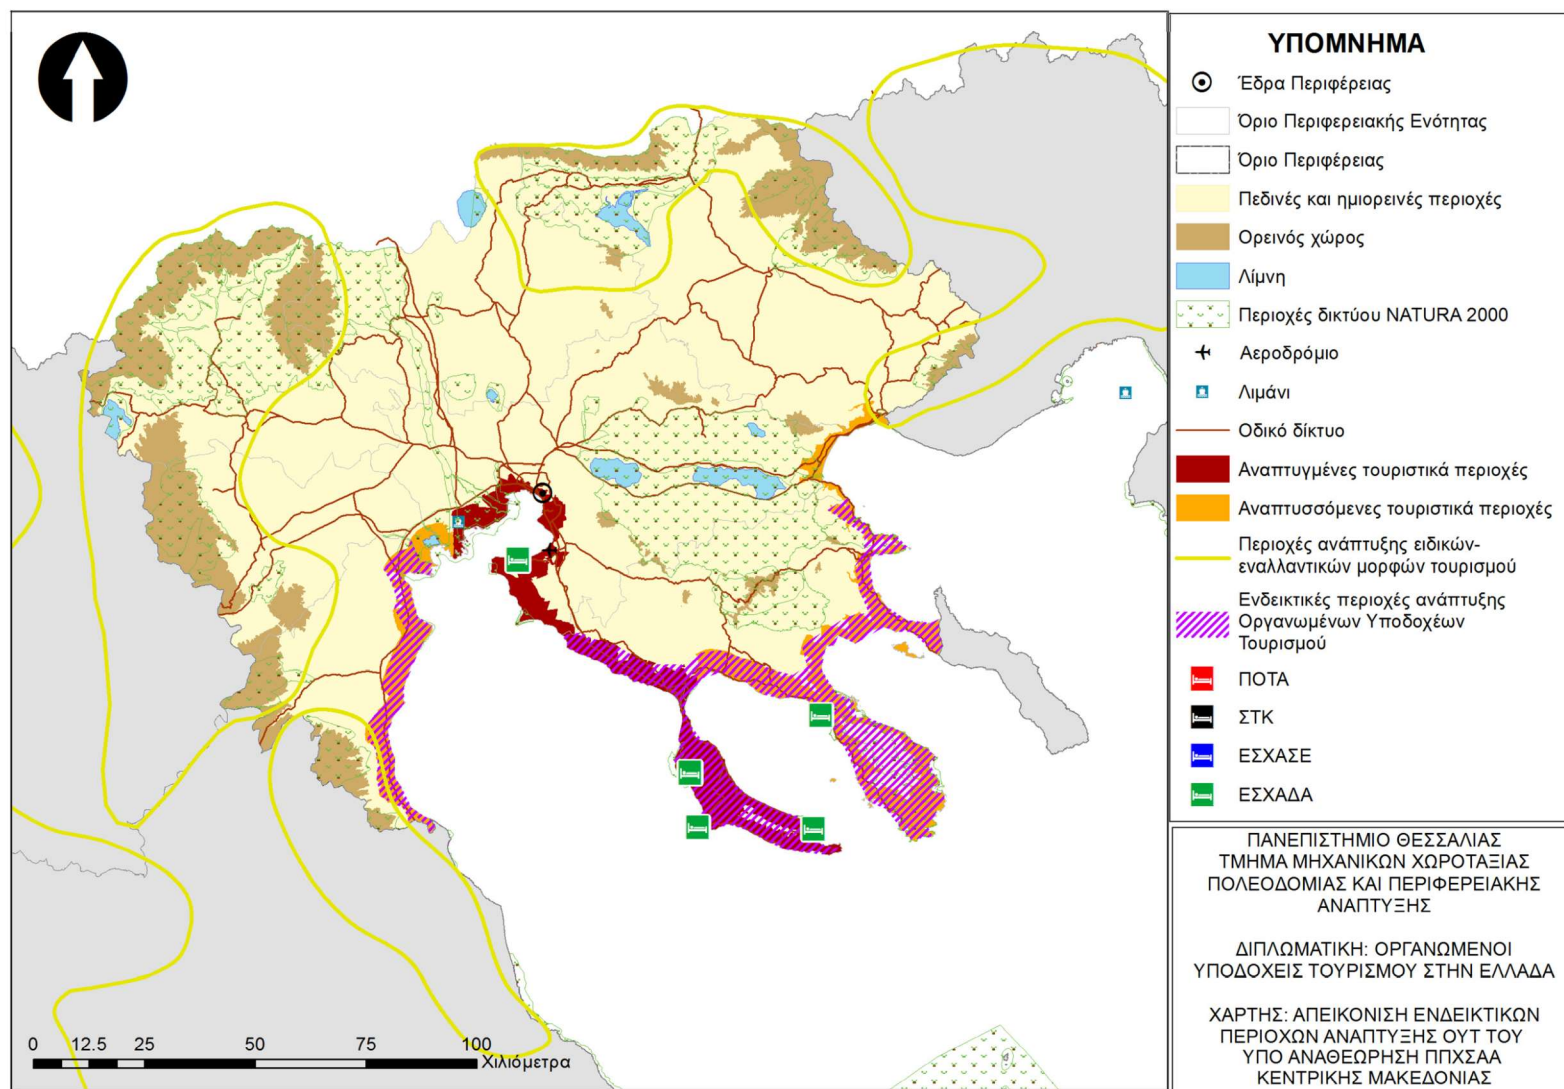 ΥΠΟΜΝΗΜΑ
Έδρα Περιφέρειας
Όριο Περιφερειακής Ενότητας
Όριο Περιφέρειας
Πεδινές και ημιορεινές περιοχές
Ορεινός χώρος
Λίμνη
Περιοχές δικτύου NATURA 2000
Αεροδρόμιο
Λιμάνι
Οδικό δίκτυο
Αναπτυγμένες τουριστικά περιοχές
Αναπτυσσόμενες τουριστικά περιοχές
Περιοχές ανάπτυξης ειδικών-
εναλλαντικών μορφών τουρισμού
Ενδεικτικές περιοχές ανάπτυξης
Οργανωμένων Υποδοχέων
Τουρισμού
ΠΟΤΑ
ΣΤΚ
ΕΣΧΑΣΕ
ΕΣΧΑΔΑ
ΠΑΝΕΠΙΣΤΗΜΙΟ ΘΕΣΣΑΛΙΑΣ
ΤΜΗΜΑ ΜΗΧΑΝΙΚΩΝ ΧΩΡΟΤΑΞΙΑΣ
ΠΟΛΕΟΔΟΜΙΑΣ ΚΑΙ ΠΕΡΙΦΕΡΕΙΑΚΗΣ
ΑΝΑΠΤΥΞΗΣ
ΔΙΠΛΩΜΑΤΙΚΗ: ΟΡΓΑΝΩΜΕΝΟΙ
ΥΠΟΔΟΧΕΙΣ ΤΟΥΡΙΣΜΟΥ ΣΤΗΝ ΕΛΛΑΔΑ
ΧΑΡΤΗΣ: ΑΠΕΙΚΟΝΙΣΗ ΕΝΔΕΙΚΤΙΚΩΝ
ΠΕΡΙΟΧΩΝ ΑΝΑΠΤΥΞΗΣ ΟΥΤ ΤΟΥ
ΥΠΟ ΑΝΑΘΕΩΡΗΣΗ ΠΠΧΣΑΑ
ΚΕΝΤΡΙΚΗΣ ΜΑΚΕΔΟΝΙΑΣ
0 12.5 25 50 75 100
Χιλιόμετρα